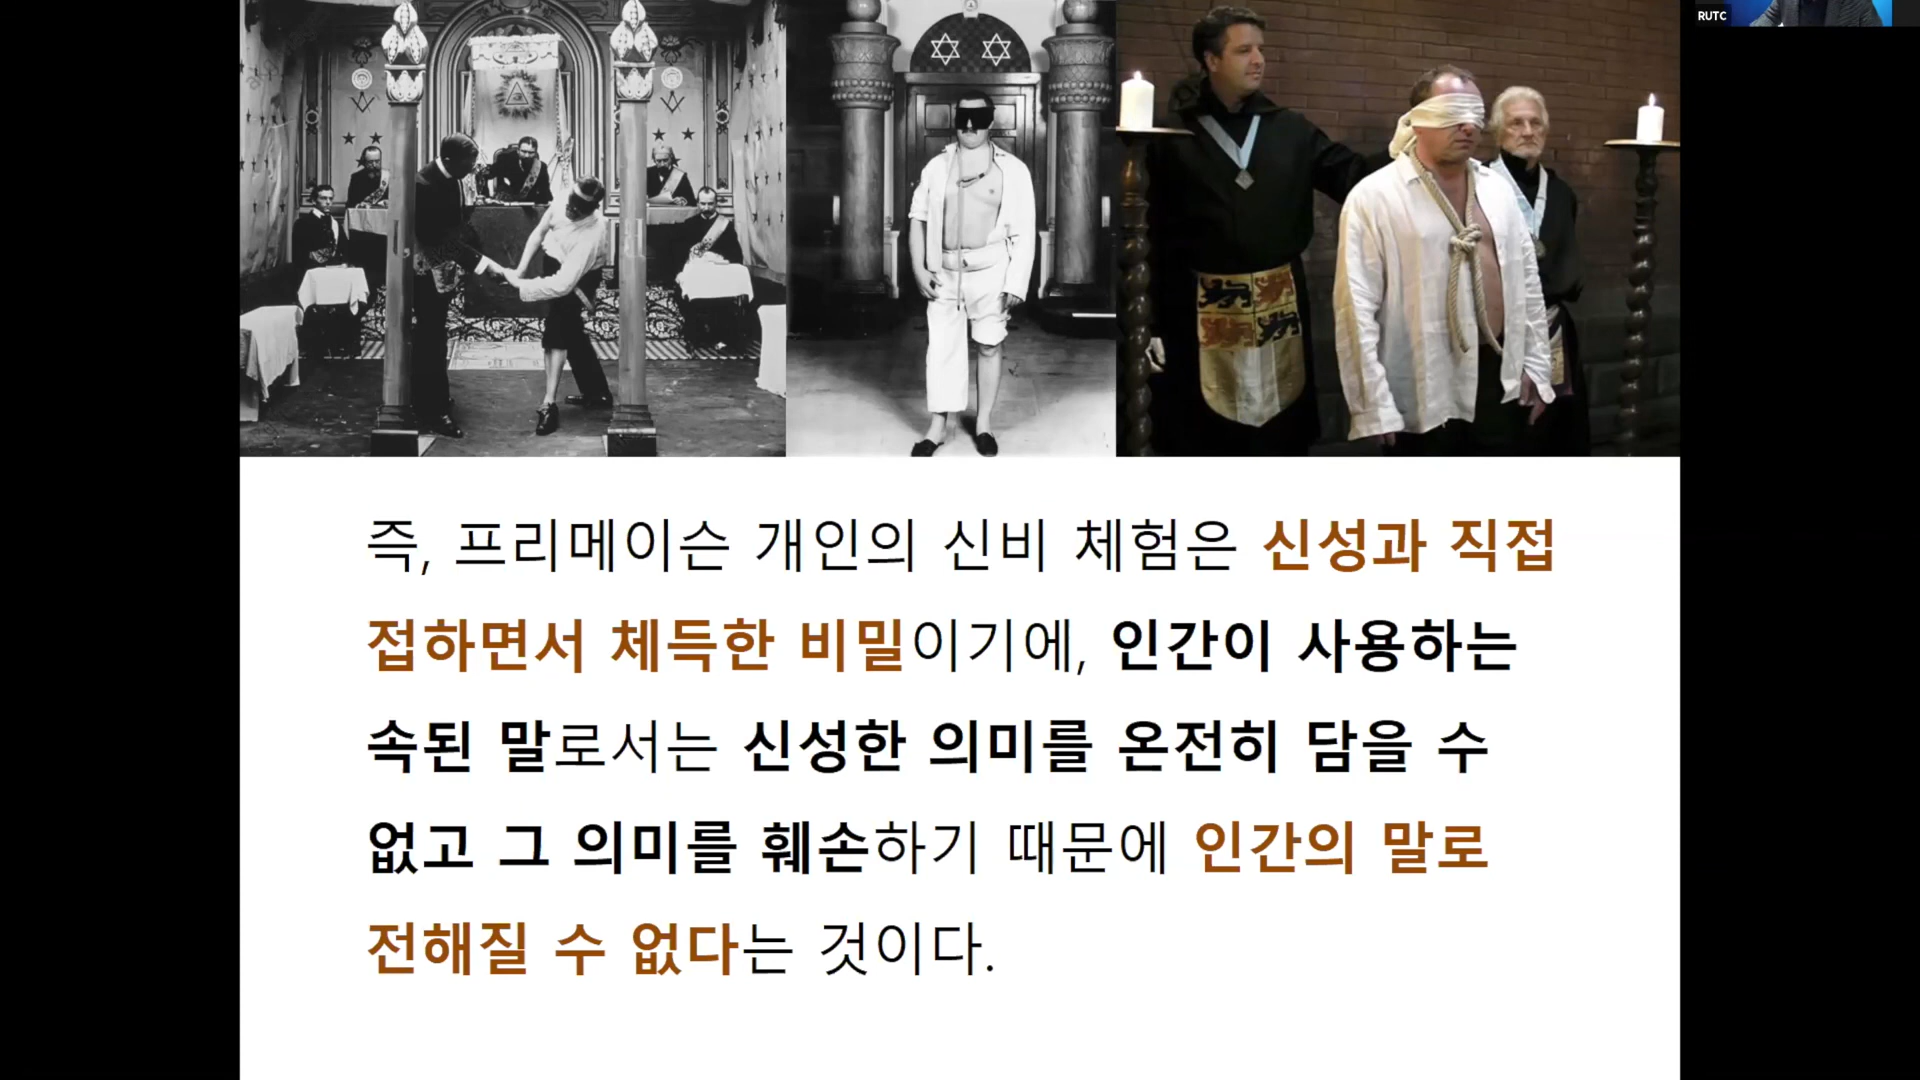 RUTC
즉, 프리메이슨 개인의 신비 체험은 신성과 직접
접하면서 체득한 비밀이기에, 인간이 사용하는
속된 말로서는 신성한 의미를 온전히 담을 수
없고 그 의미를 훼손하기 때문에 인간의 말로
전해질 수 없다는 것이다.